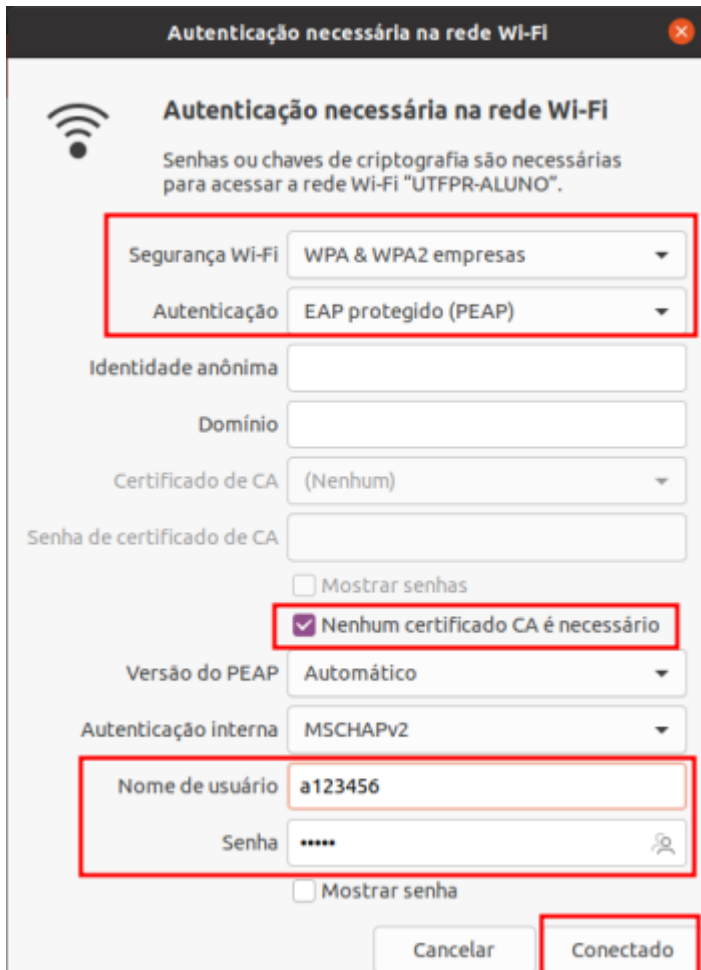 Autenticação necessária na rede Wi-Fi
Autenticação necessária na rede Wi-Fi
Senhas ou chaves de criptografia são necessárias
para acessar a rede Wi-Fi “UTFPR-ALUNO”.
Segurança Wi-Fi WPA & WPA2 empresas
Autenticação EAP protegido (PEAP)
Identidade anônima
Domínio
Certificado de CA (Nenhum)
Senha de certificado de CA
Mostrar senhas
Nenhum certificado CA é necessário
Versão do PEAP Automático
Autenticação interna MSCHAPv2
Nome de usuário a123456
Senha •••••
Mostrar senha
Cancelar Conectado